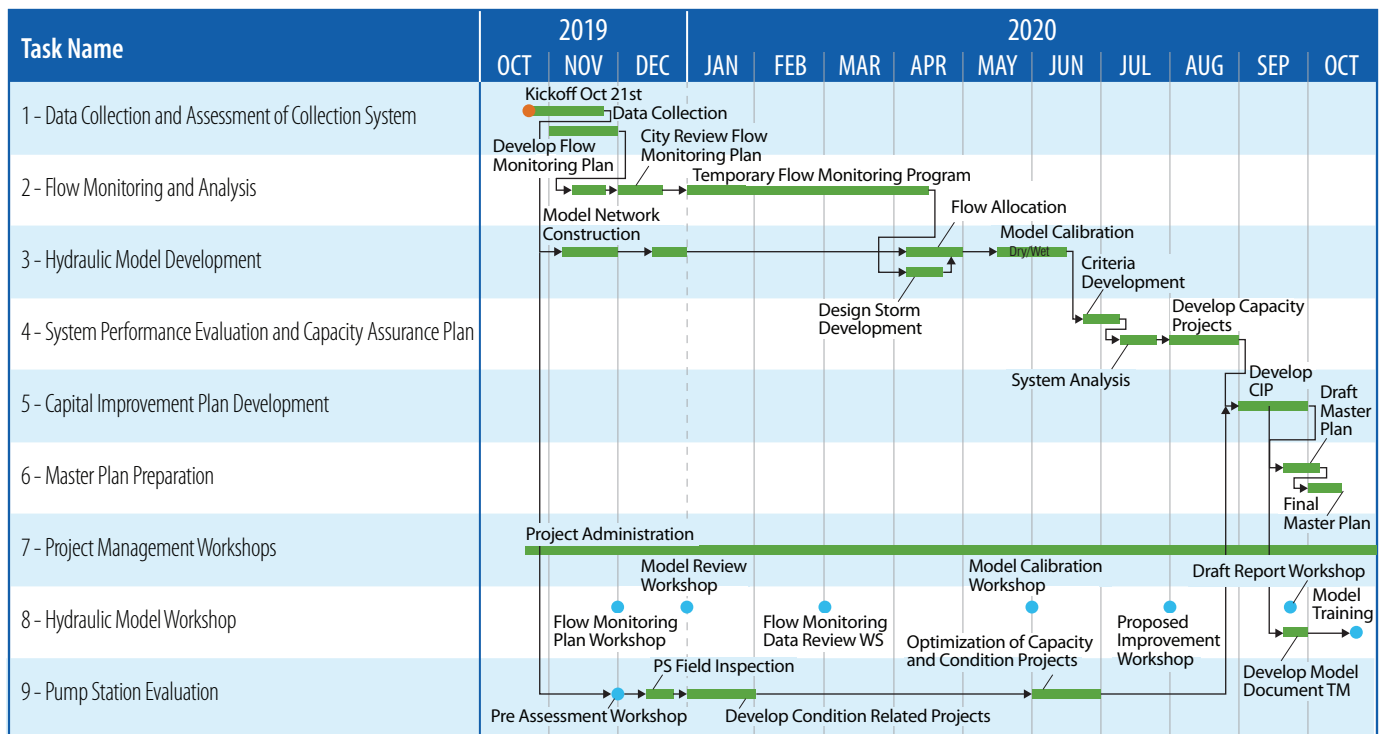 Task Name
2019
2020
OCT
NOV
DEC
JAN
FEB
MAR
APR
MAY
JUN
JUL
AUG
SEP
OCT
1 - Data Collection and Assessment of Collection System
Kickoff Oct 21st
Data Collection
Develop Flow
Monitoring Plan
City Review Flow
Monitoring Plan
2 - Flow Monitoring and Analysis
Temporary Flow Monitoring Program
Model Network
Construction
Flow Allocation
3 - Hydraulic Model Development
Model Calibration
Dry/Wet
Design Storm
Development
Criteria
Development
4 - System Performance Evaluation and Capacity Assurance Plan
Develop Capacity
Projects
System Analysis
5 - Capital Improvement Plan Development
Develop
CIP
Draft
Master
Plan
6 - Master Plan Preparation
Final
Master Plan
7 - Project Management Workshops
Project Administration
Model Review
Workshop
Model Calibration
Workshop
Draft Report Workshop
8 - Hydraulic Model Workshop
Flow Monitoring
Plan Workshop
Flow Monitoring
Data Review WS
Optimization of Capacity
and Condition Projects
Proposed
Improvement
Workshop
Model
Training
Develop Model
Document TM
9 - Pump Station Evaluation
PS Field Inspection
Pre Assessment Workshop
Develop Condition Related Projects